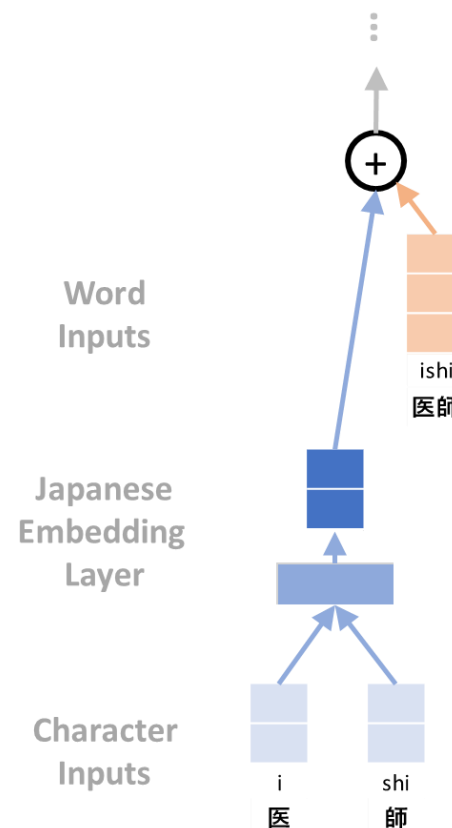 +
Word
Inputs
ishi
医師
Japanese
Embedding
Layer
Character
Inputs
i
shi
医
師